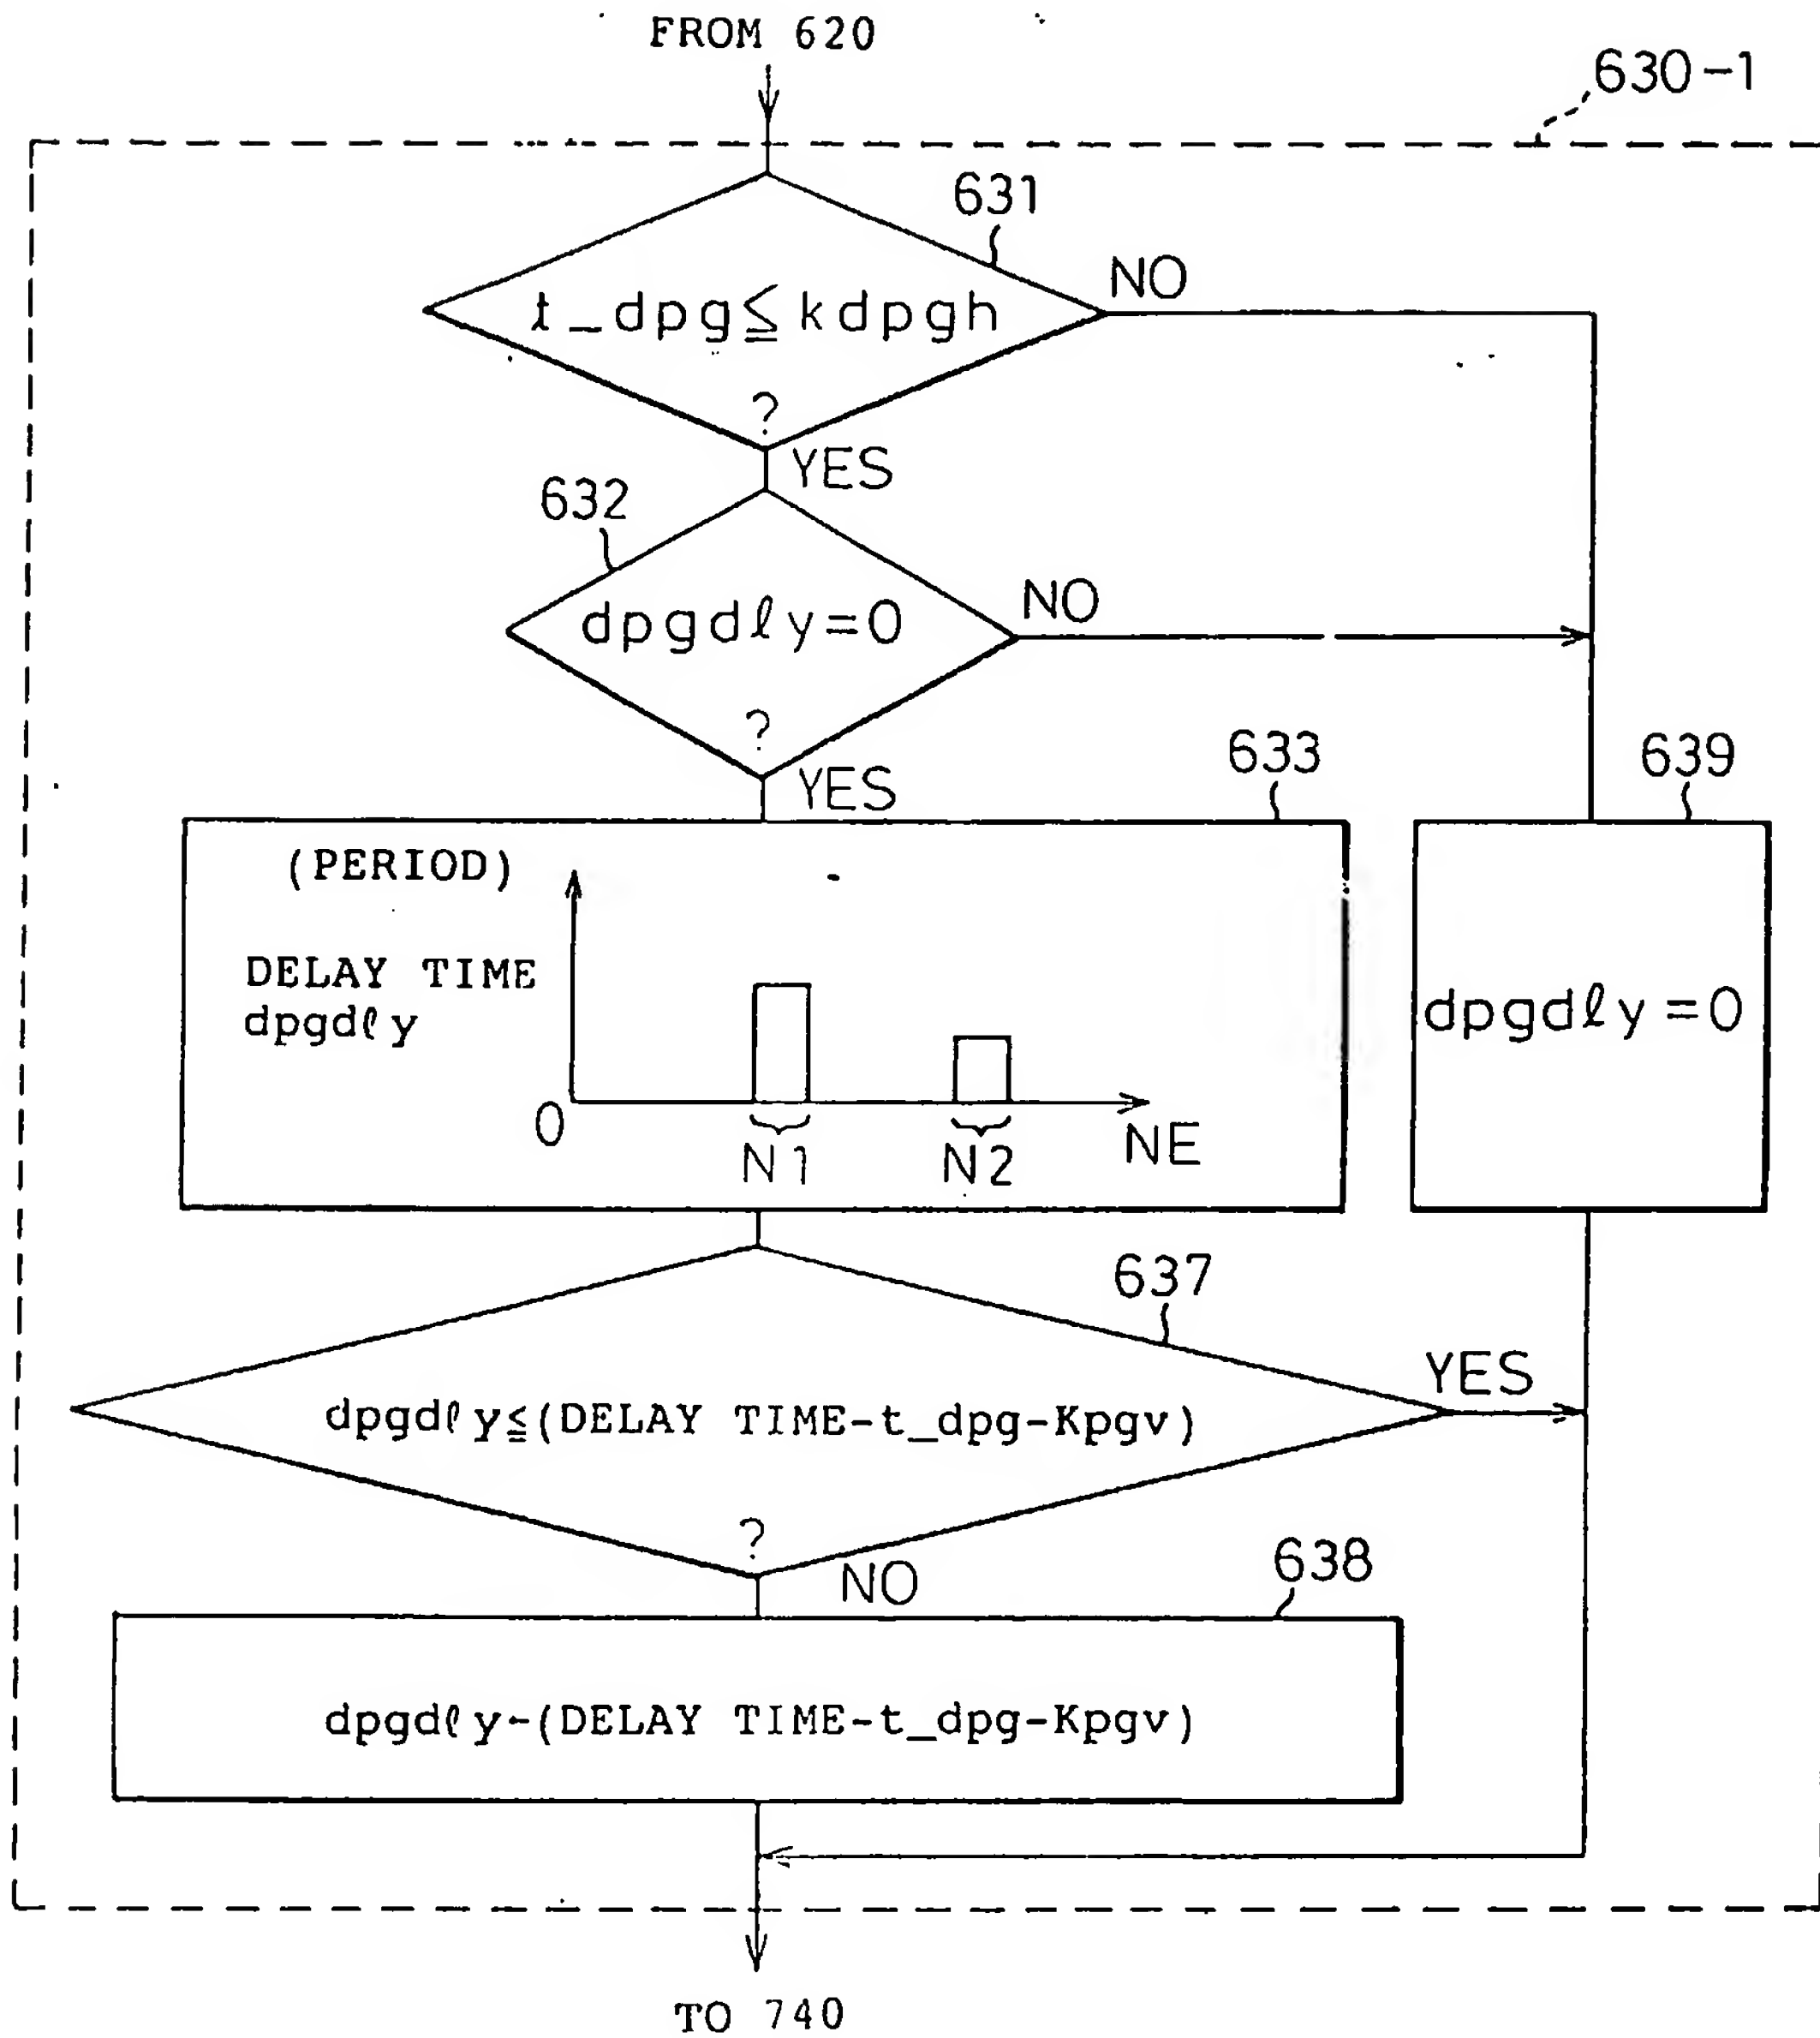 FROM 620
630-1
631
t_dpg≦kdpgh
NO
?
YES
632
dpgdℓy=0
NO
?
YES
633
639
(PERIOD)
DELAY TIME
dpgdℓy
0
N1
N2
NE
dpgdℓy=0
637
YES
dpgdℓy≦(DELAY TIME-t_dpg-Kpgv)
?
NO
638
dpgdℓy-(DELAY TIME-t_dpg-Kpgv)
TO 740